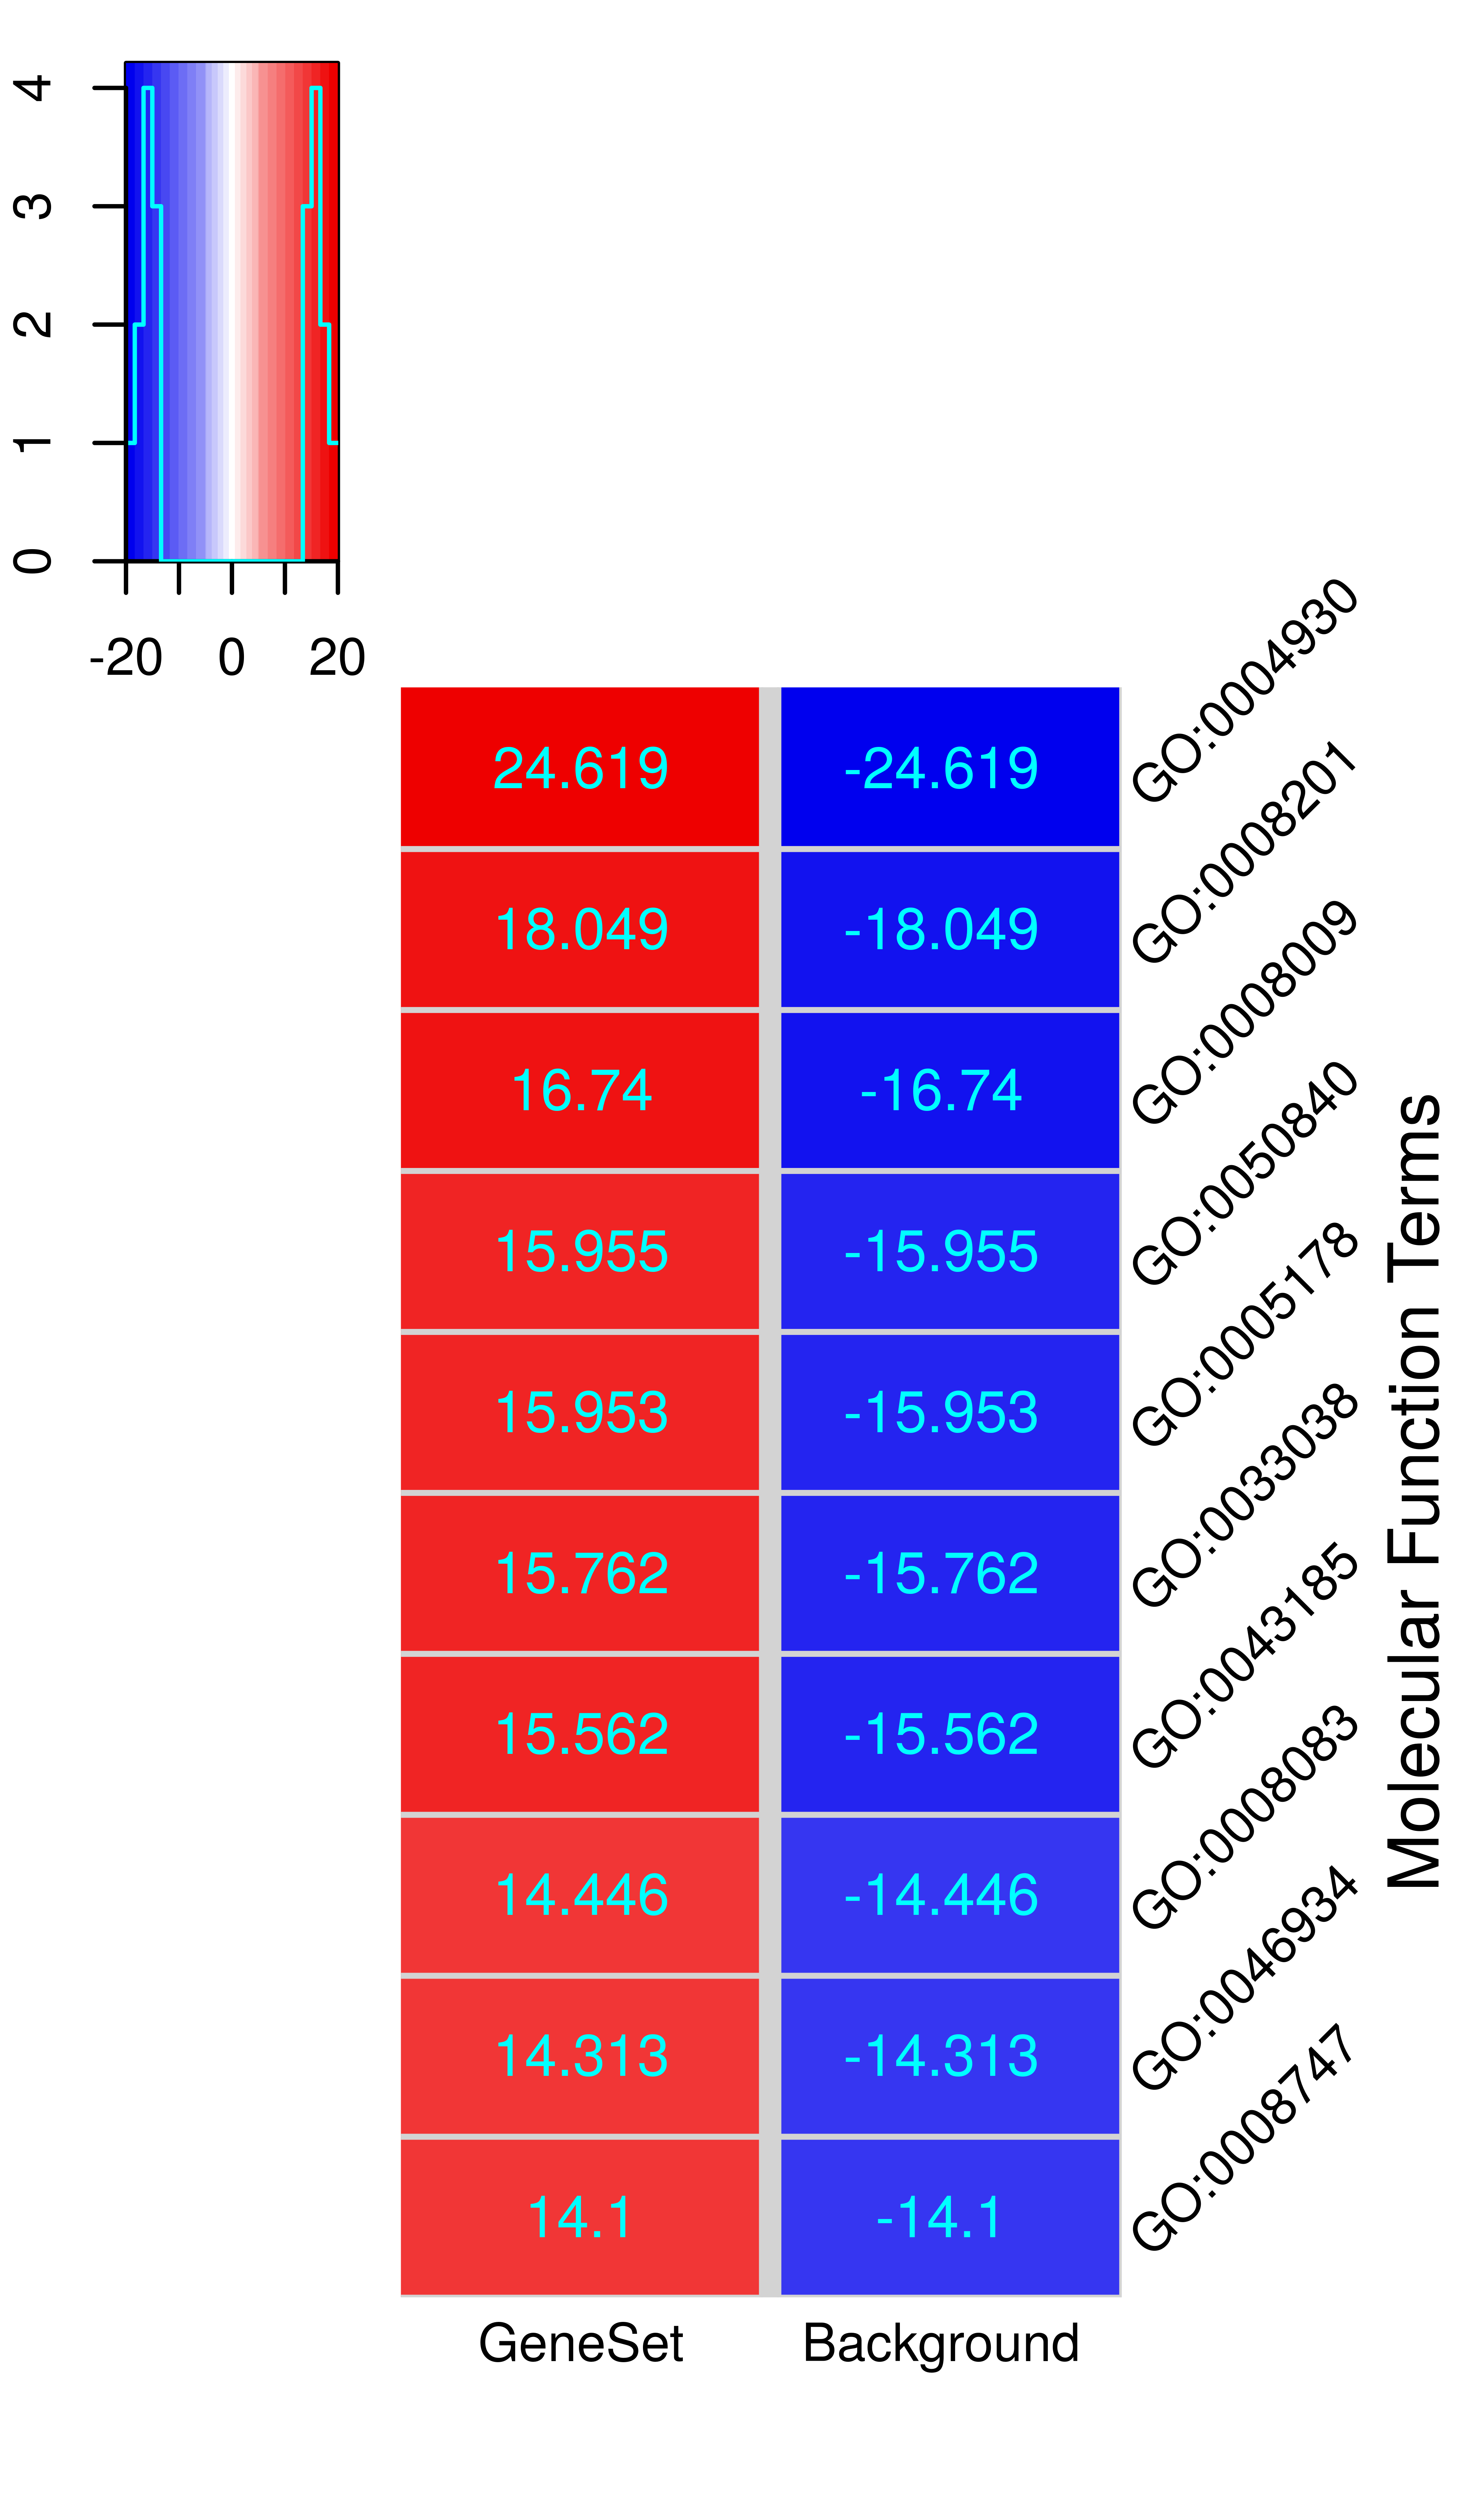 4
3
2
1
0
-20 0 20
24.619 -24.619 GO:0004930
18.049 -18.049 GO:0008201
16.74 -16.74 GO:0008009
15.955 -15.955 GO:0050840
15.953 -15.953 GO:0005178
15.762 -15.762 GO:0033038
15.562 -15.562 GO:0043185
14.446 -14.446 GO:0008083
14.313 -14.313 GO:0046934
14.1 -14.1 GO:0008747
Molecular Function Terms
GeneSet Background